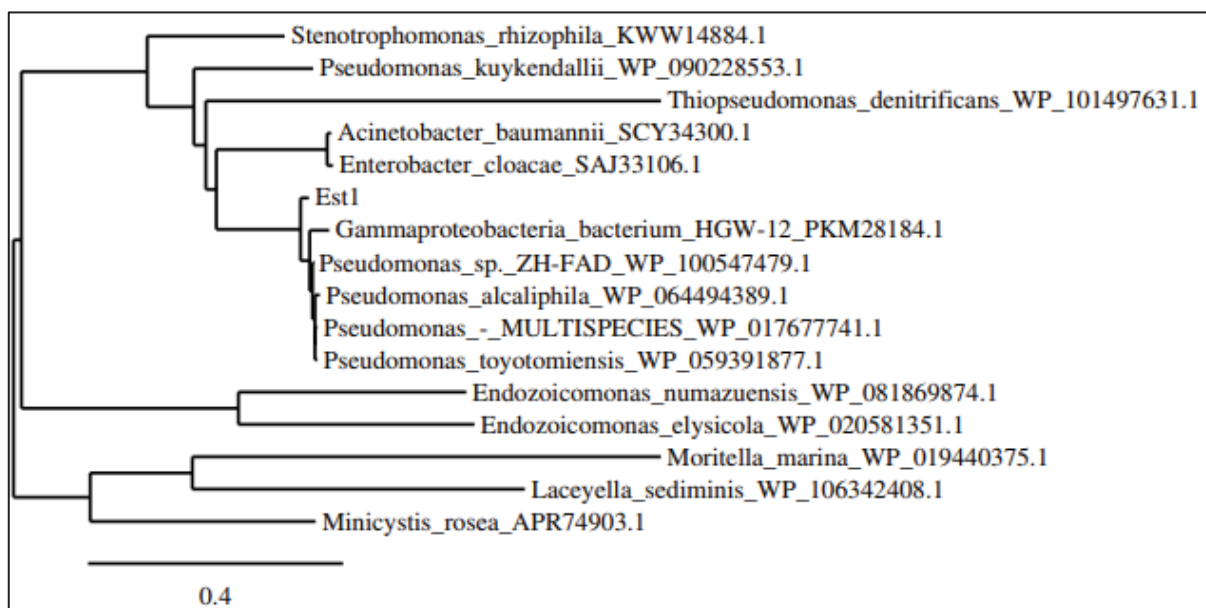 Stenotrophomonas_rhizophila_KWW14884.1
Pseudomonas_kuykendallii_WP_090228553.1
Thiopseudomonas_denitrificans_WP_101497631.1
Acinetobacter_baumannii_SCY34300.1
Enterobacter_cloacae_SAJ33106.1
Est1
Gammaproteobacteria_bacterium_HGW-12_PKM28184.1
Pseudomonas_sp._ZH-FAD_WP_100547479.1
Pseudomonas_alcaliphila_WP_064494389.1
Pseudomonas_-_MULTISPECIES_WP_017677741.1
Pseudomonas_toyotomiensis_WP_059391877.1
Endozoicomonas_numazuensis_WP_081869874.1
Endozoicomonas_elysicola_WP_020581351.1
Moritella_marina_WP_019440375.1
Laceyella_sediminis_WP_106342408.1
Minicystis_rosea_APR74903.1
0.4